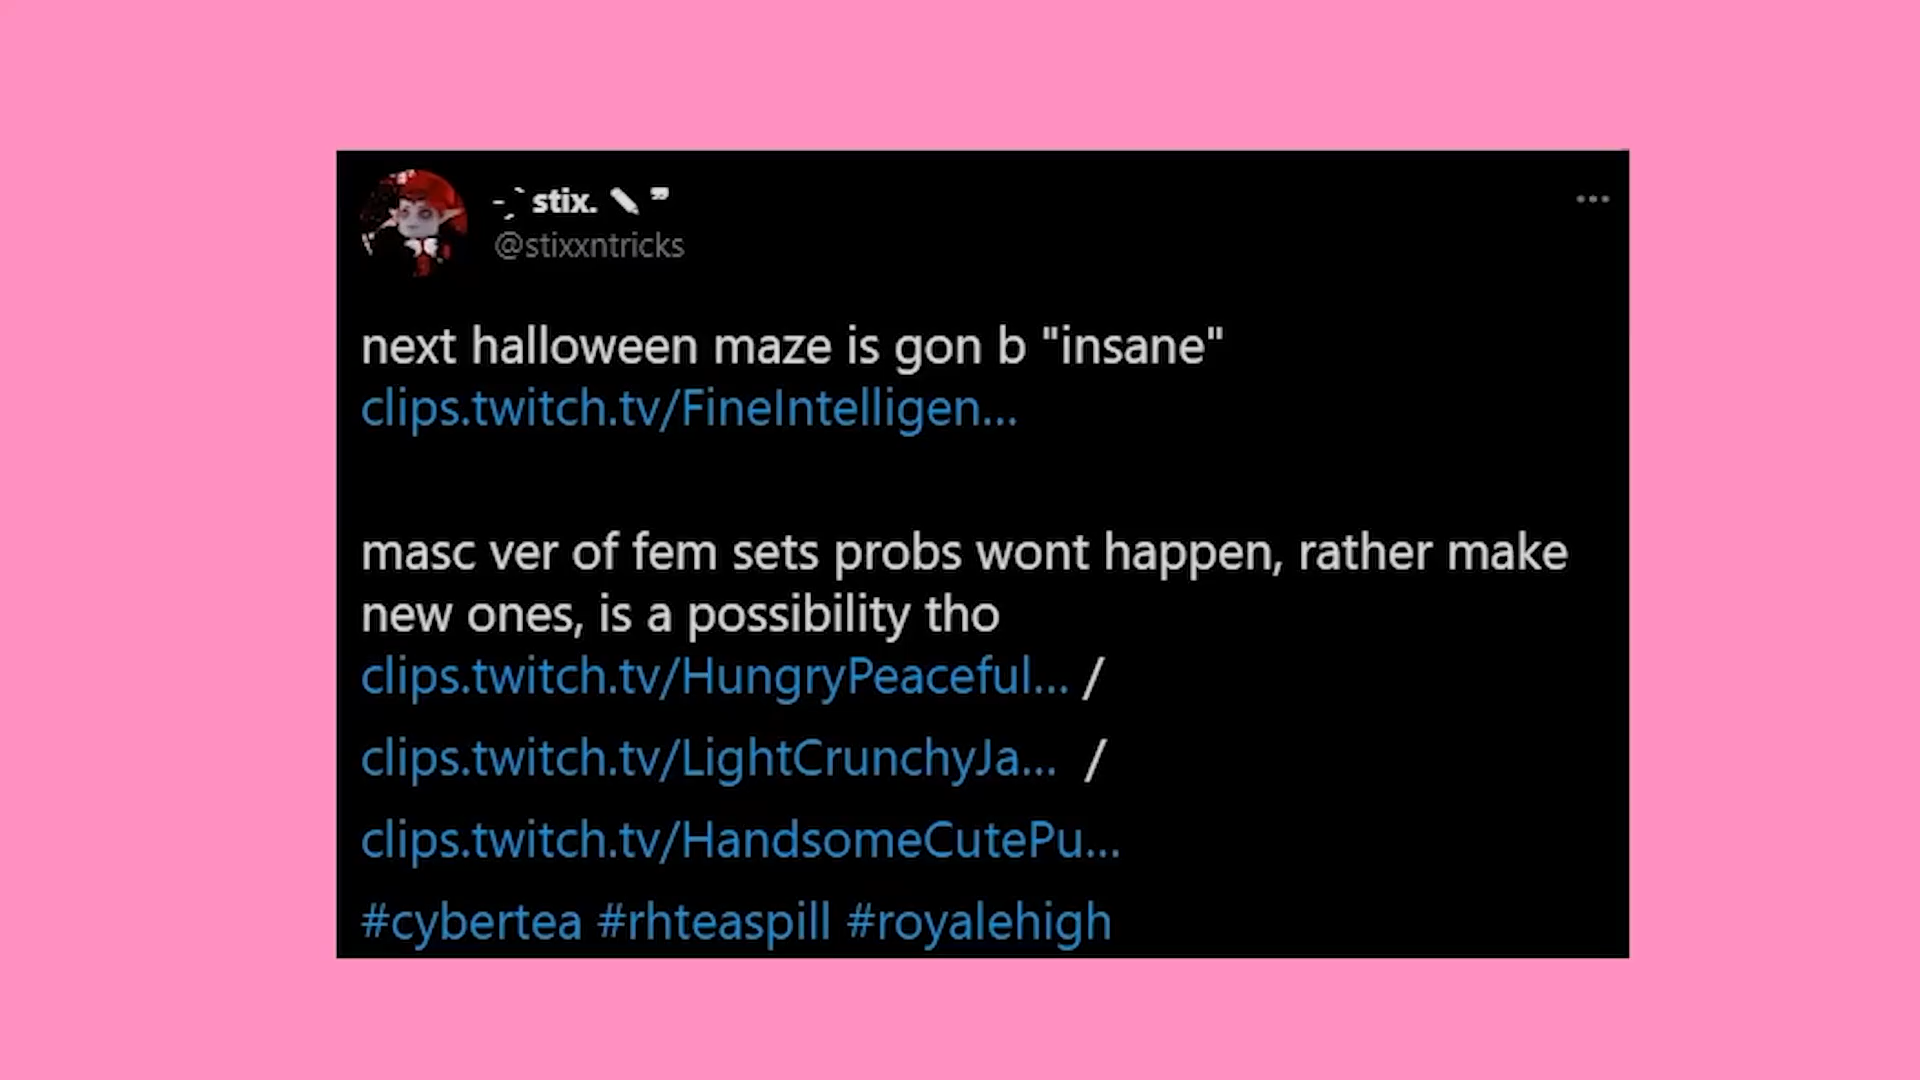 -ˏˋ stix. ✎ ❞
@stixxntricks
next halloween maze is gon b "insane"
clips.twitch.tv/FineIntelligen...
masc ver of fem sets probs wont happen, rather make
new ones, is a possibility tho
clips.twitch.tv/HungryPeaceful... /
clips.twitch.tv/LightCrunchyJa... /
clips.twitch.tv/HandsomeCutePu...
#cybertea #rhteaspill #royalehigh